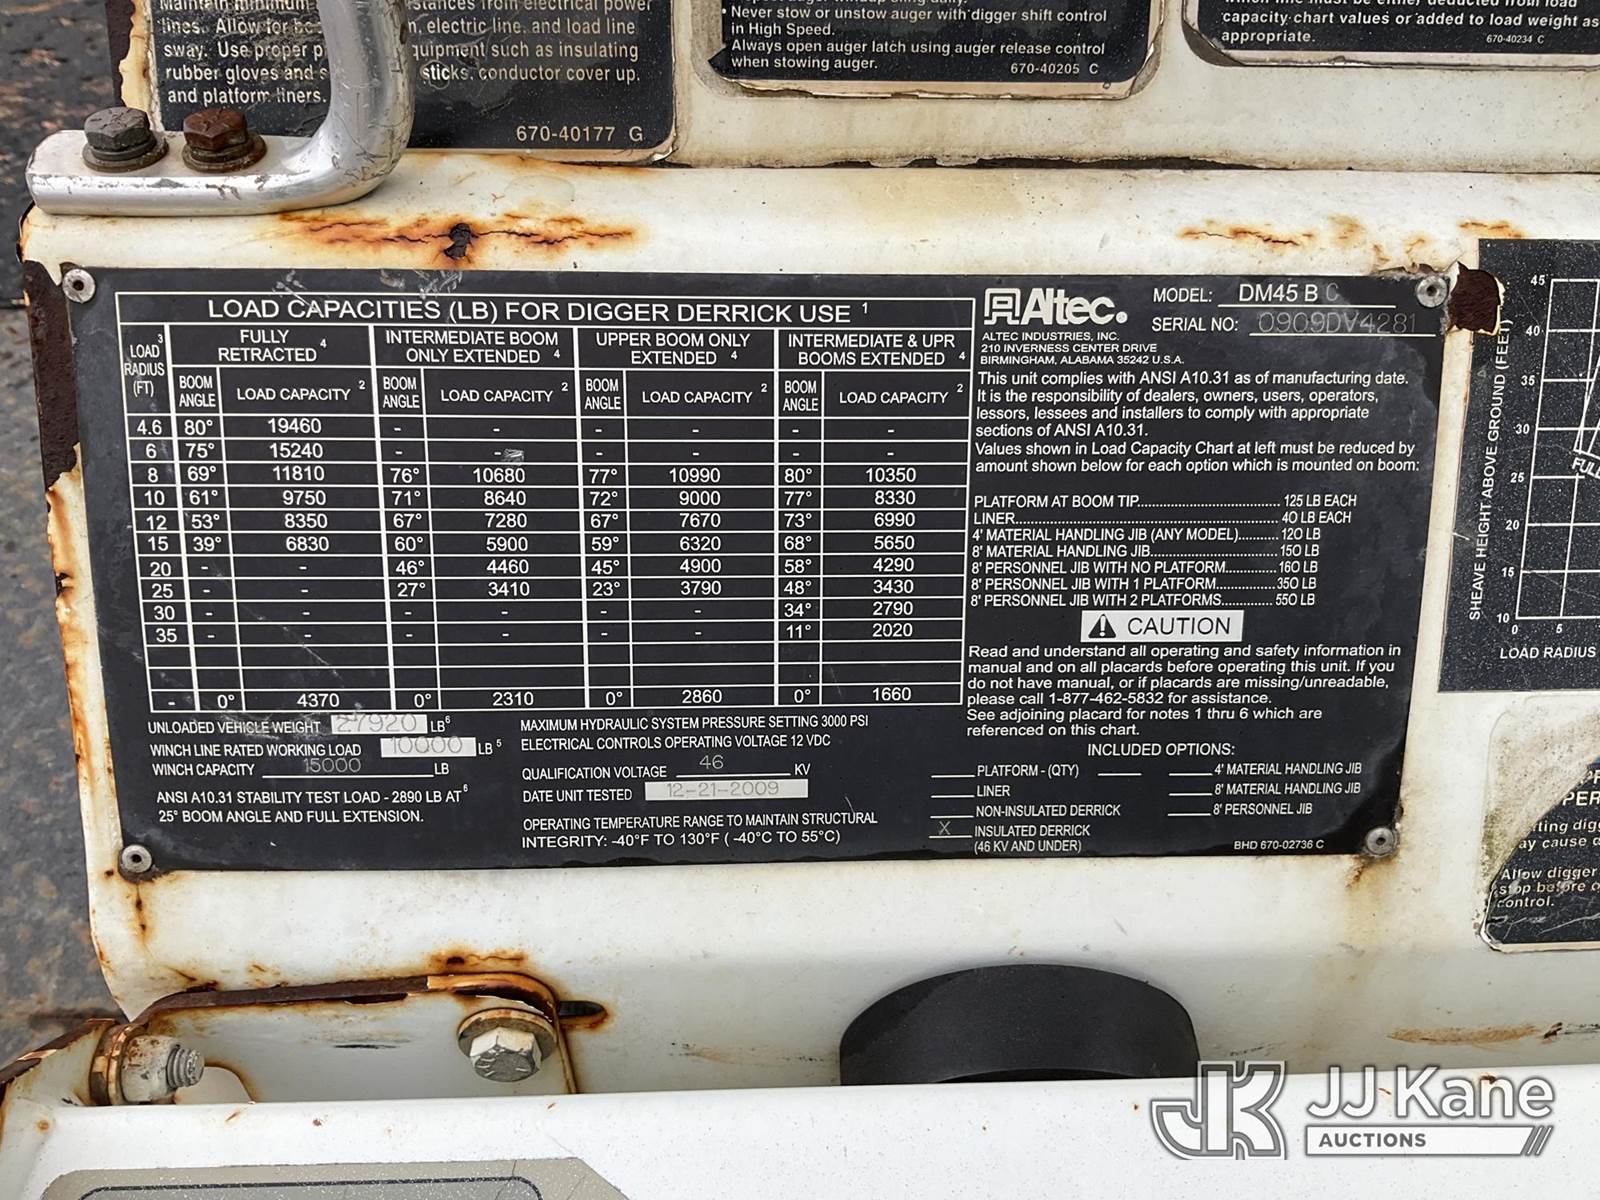 Maintain minimum
stances from electrical power
lines. Allow for
n, electric line, and load line
sway. Use proper
quipment such as insulating
rubber gloves and
sticks, conductor cover up,
and platform liners.
670-40177 G
• Never stow or unstow auger with digger shift control
in High Speed.
Always open auger latch using auger release control
when stowing auger.
670-40205 C
capacity chart values or added to load weight as
appropriate.
670-40234 C
LOAD CAPACITIES (LB) FOR DIGGER DERRICK USE 1
LOAD 3 RADIUS (FT) | FULLY RETRACTED 4 | INTERMEDIATE BOOM ONLY EXTENDED 4 | UPPER BOOM ONLY EXTENDED 4 | INTERMEDIATE & UPR BOOMS EXTENDED 4
BOOM ANGLE | LOAD CAPACITY 2 | BOOM ANGLE | LOAD CAPACITY 2 | BOOM ANGLE | LOAD CAPACITY 2 | BOOM ANGLE | LOAD CAPACITY 2
4.6 80° 19460 - - - - - -
6 75° 15240 - - - - - -
8 69° 11810 76° 10680 77° 10990 80° 10350
10 61° 9750 71° 8640 72° 9000 77° 8330
12 53° 8350 67° 7280 67° 7670 73° 6990
15 39° 6830 60° 5900 59° 6320 68° 5650
20 - - 46° 4460 45° 4900 58° 4290
25 - - 27° 3410 23° 3790 48° 3430
30 - - - - - - 34° 2790
35 - - - - - - 11° 2020
- 0° 4370 0° 2310 0° 2860 0° 1660
UNLOADED VEHICLE WEIGHT 27920 LB 6
WINCH LINE RATED WORKING LOAD 10000 LB 5
WINCH CAPACITY 15000 LB
ANSI A10.31 STABILITY TEST LOAD - 2890 LB AT 6
25° BOOM ANGLE AND FULL EXTENSION.
MAXIMUM HYDRAULIC SYSTEM PRESSURE SETTING 3000 PSI
ELECTRICAL CONTROLS OPERATING VOLTAGE 12 VDC
QUALIFICATION VOLTAGE 46 KV
DATE UNIT TESTED 12-21-2009
OPERATING TEMPERATURE RANGE TO MAINTAIN STRUCTURAL
INTEGRITY: -40°F TO 130°F ( -40°C TO 55°C)
Altec.
ALTEC INDUSTRIES, INC.
210 INVERNESS CENTER DRIVE
BIRMINGHAM, ALABAMA 35242 U.S.A.
MODEL: DM45 B C
SERIAL NO: 0909DV4281
This unit complies with ANSI A10.31 as of manufacturing date.
It is the responsibility of dealers, owners, users, operators,
lessors, lessees and installers to comply with appropriate
sections of ANSI A10.31.
Values shown in Load Capacity Chart at left must be reduced by
amount shown below for each option which is mounted on boom:
PLATFORM AT BOOM TIP.................................... 125 LB EACH
LINER.................................................................. 40 LB EACH
4' MATERIAL HANDLING JIB (ANY MODEL).......... 120 LB
8' MATERIAL HANDLING JIB................................ 150 LB
8' PERSONNEL JIB WITH NO PLATFORM............. 160 LB
8' PERSONNEL JIB WITH 1 PLATFORM............... 350 LB
8' PERSONNEL JIB WITH 2 PLATFORMS............. 550 LB
CAUTION
Read and understand all operating and safety information in
manual and on all placards before operating this unit. If you
do not have manual, or if placards are missing/unreadable,
please call 1-877-462-5832 for assistance.
See adjoining placard for notes 1 thru 6 which are
referenced on this chart.
INCLUDED OPTIONS:
PLATFORM - (QTY)
LINER
NON-INSULATED DERRICK
X INSULATED DERRICK
(46 KV AND UNDER)
4' MATERIAL HANDLING JIB
8' MATERIAL HANDLING JIB
8' PERSONNEL JIB
BHD 670-02736 C
SHEAVE HEIGHT ABOVE GROUND (FEET)
45
40
35
30
25
20
15
10
0 5
LOAD RADIUS
Allow digger
stop before
control.
JJ Kane
AUCTIONS